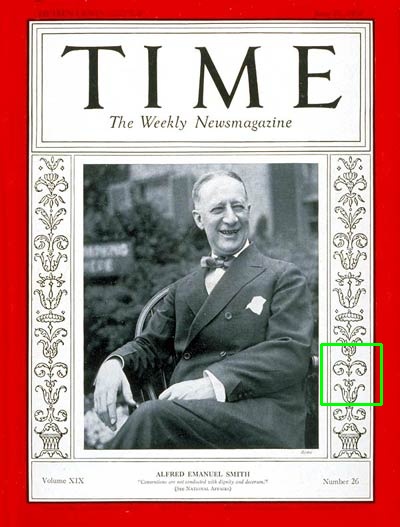 TIME
The Weekly Newsmagazine
ALFRED EMANUEL SMITH
"Conventions are not conducted with dignity and decorum."
(See NATIONAL AFFAIRS)
Volume XIX
Number 26